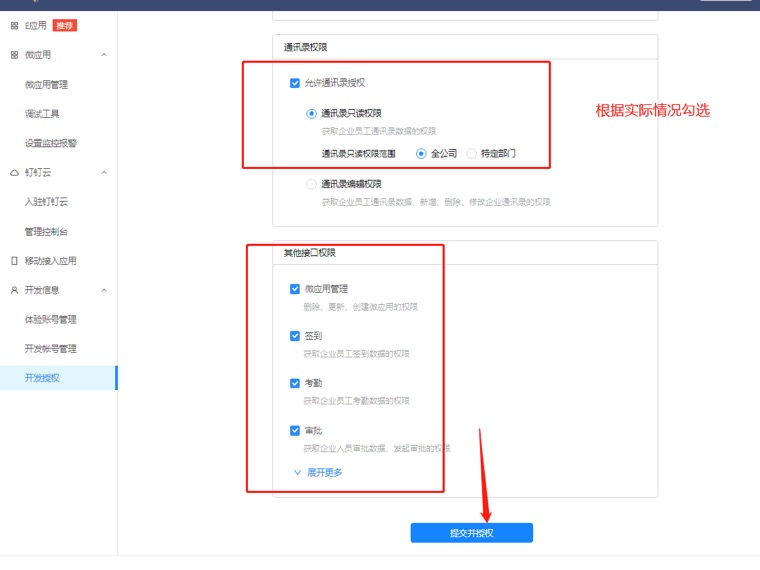 E应用 推荐
微应用
微应用管理
调试工具
设置监控报警
钉钉云
入驻钉钉云
管理控制台
移动接入应用
开发信息
体验账号管理
开发帐号管理
开发授权
通讯录权限
允许通讯录授权
通讯录只读权限
获取企业员工通讯录数据的权限
通讯录只读权限范围 全公司 特定部门
通讯录编辑权限
获取企业员工通讯录数据、新增、删除、修改企业通讯录的权限
根据实际情况勾选
其他接口权限
微应用管理
删除、更新、创建微应用的权限
签到
获取企业员工签到数据的权限
考勤
获取企业员工考勤数据的权限
审批
获取企业人员审批数据、发起审批的权限
展开更多
提交并授权